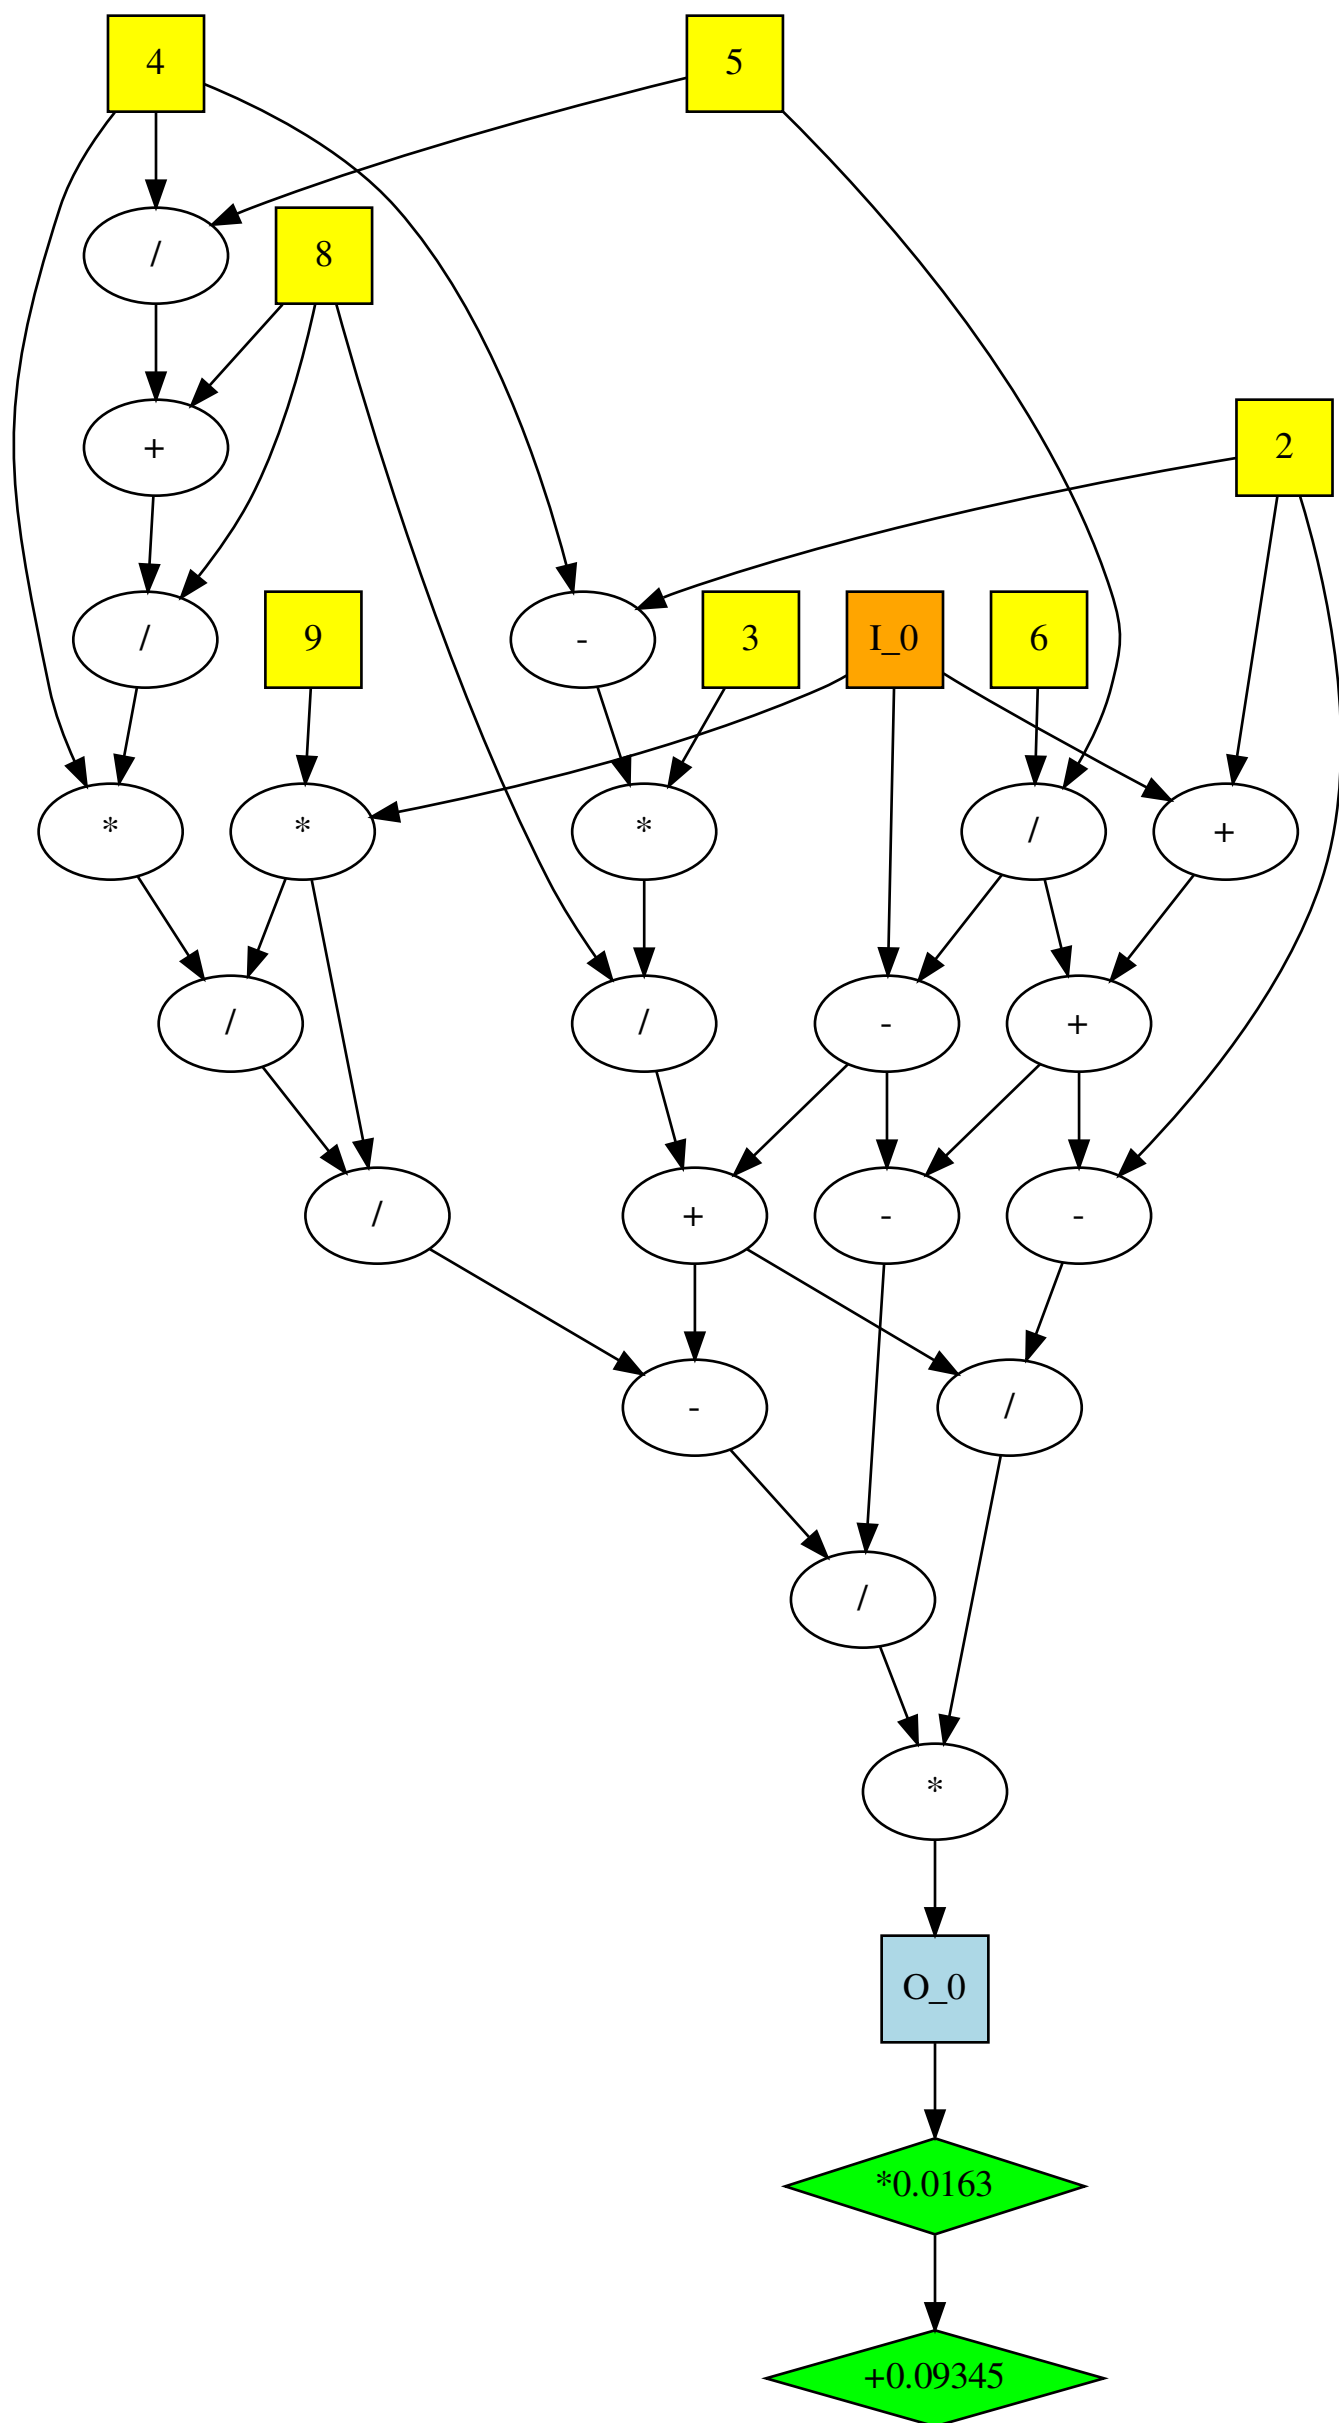 4 5
/ 8
+ 2
/ 9 - 3 I_0 6
* * * / +
/ / - +
/ + - -
- /
/
*
O_0
*0.0163
+0.09345